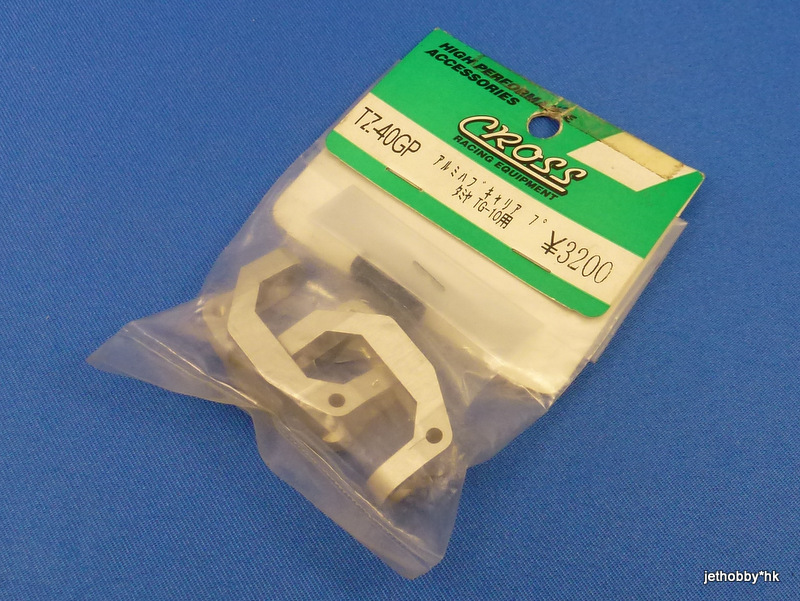 HIGH PERFORMANCE
ACCESSORIES
CROSS
RACING EQUIPMENT
TZ-40GP
アルミハブキャリア プ
タミヤ TG-10用
¥3200
jethobby*hk